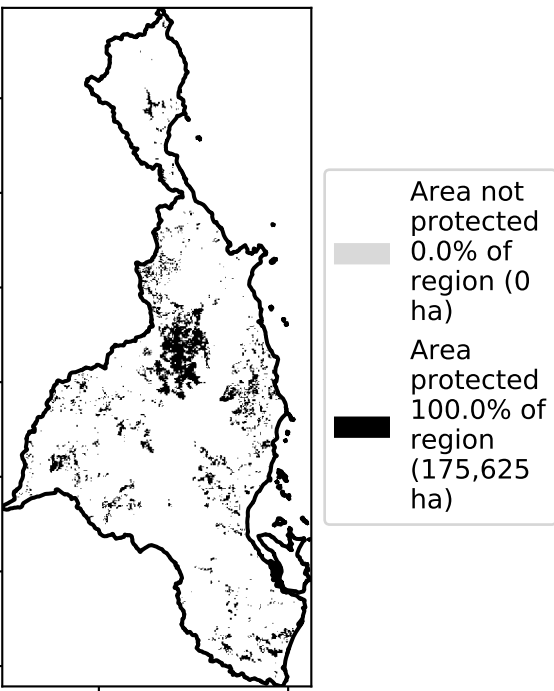 Area not
protected
0.0% of
region (0
ha)
Area
protected
100.0% of
region
(175,625
ha)